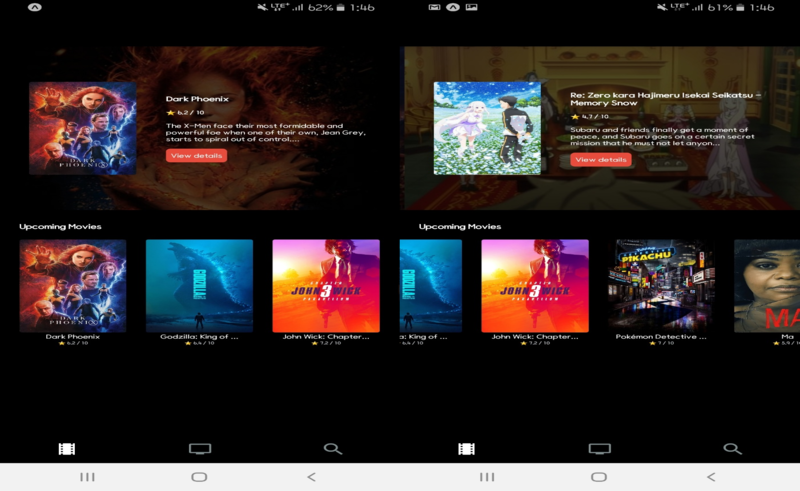 LTE+ 62% 1:46
Dark Phoenix
6.2 / 10
The X-Men face their most formidable and
powerful foe when one of their own, Jean Grey,
starts to spiral out of control....
View details
DARK
PHOENIX
Upcoming Movies
DARK
PHOENIX
GODZILLA
JOHN WICK
3
PARABELLUM
Dark Phoenix
6.2 / 10
Godzilla: King of ...
6.4 / 10
John Wick: Chapter...
7.2 / 10
LTE+ 61% 1:46
Re: Zero kara Hajimeru Isekai Seikatsu –
Memory Snow
4.7 / 10
Subaru and friends finally get a moment of
peace, and Subaru goes on a certain secret
mission that he must not let anyon...
View details
Upcoming Movies
GODZILLA
JOHN WICK
3
PARABELLUM
PIKACHU
MA
a: King of ...
6.4 / 10
John Wick: Chapter...
7.2 / 10
Pokémon Detective ...
7 / 10
Ma